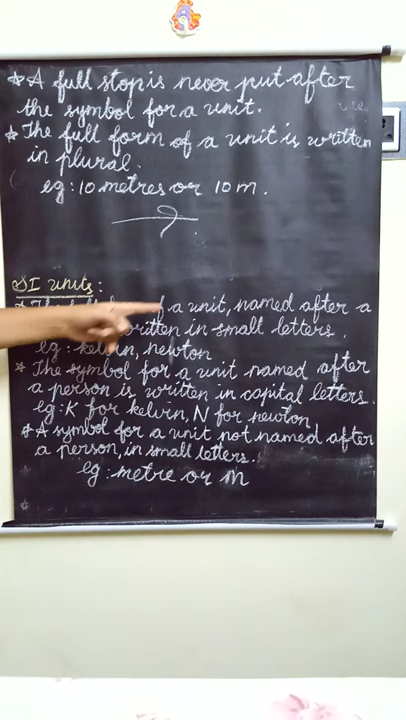 * A full stop is never put after
the symbol for a unit.
* The full form of a unit is written
in plural.
eg: 10 metres or 10 m.
SI units:
* The full a unit, named after a
written in small letters.
eg: kelvin, newton
* The symbol for a unit named after
a person is written in capital letters.
eg: K for kelvin, N for newton
* A symbol for a unit not named after
a person, in small letters.
eg: metre or m